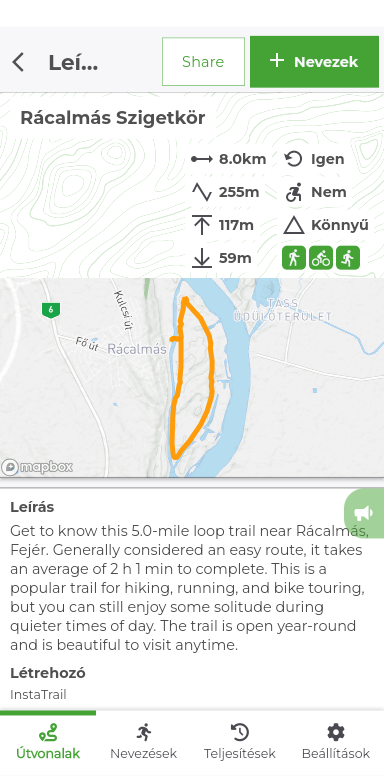 Leí...
Share
Nevezek
Rácalmás Szigetkör
8.0km
Igen
255m
Nem
117m
Könnyű
59m
6
Kulcsi út
TASS
ÜDÜLŐTERÜLET
Fő út
Rácalmás
mapbox
Leírás
Get to know this 5.0-mile loop trail near Rácalmás,
Fejér. Generally considered an easy route, it takes
an average of 2 h 1 min to complete. This is a
popular trail for hiking, running, and bike touring,
but you can still enjoy some solitude during
quieter times of day. The trail is open year-round
and is beautiful to visit anytime.
Létrehozó
InstaTrail
Útvonalak
Nevezések
Teljesítések
Beállítások